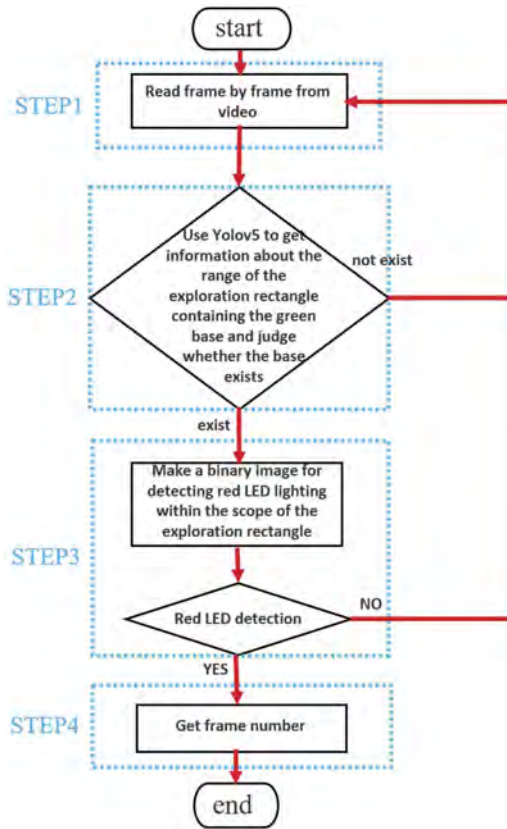 start
STEP1
Read frame by frame from
video
STEP2
Use Yolov5 to get
information about the
range of the
exploration rectangle
containing the green
base and judge
whether the base
exists
not exist
exist
STEP3
Make a binary image for
detecting red LED lighting
within the scope of the
exploration rectangle
Red LED detection
NO
YES
STEP4
Get frame number
end